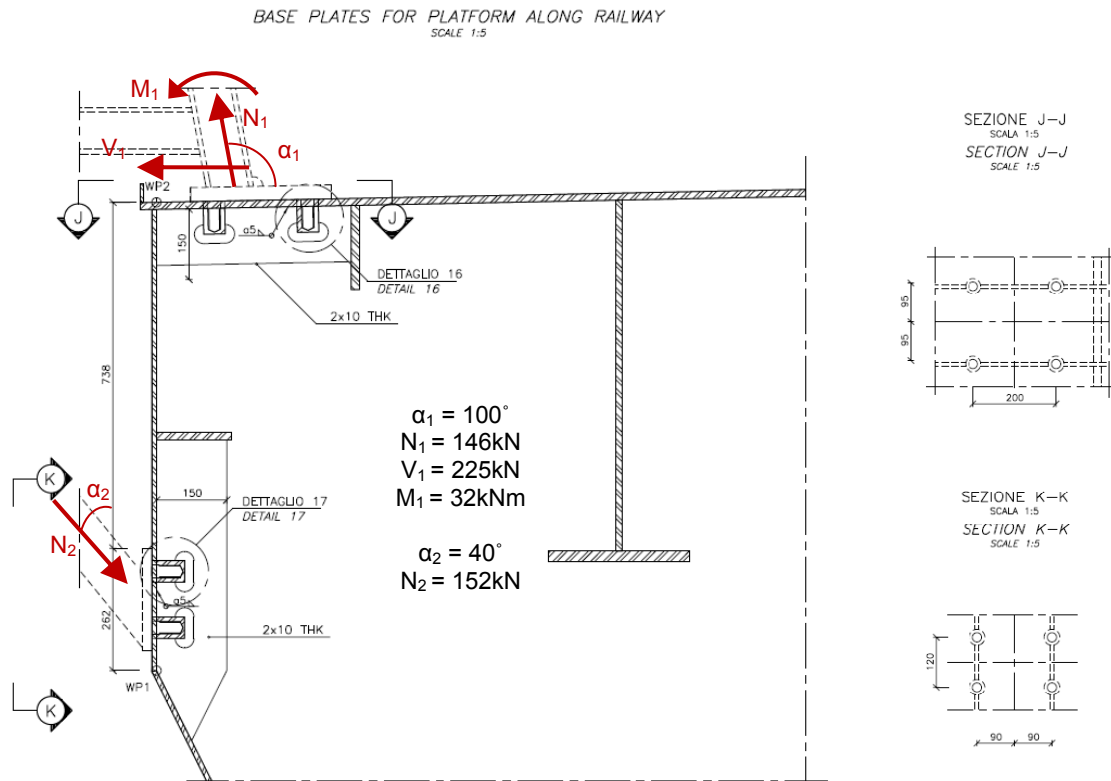 BASE PLATES FOR PLATFORM ALONG RAILWAY
SCALE 1:5
M₁
N₁
V₁
α₁
WP2
J
J
150
a5
DETTAGLIO 16
DETAIL 16
2x10 THK
738
α₁ = 100°
N₁ = 146kN
V₁ = 225kN
M₁ = 32kNm
α₂ = 40°
N₂ = 152kN
K
α₂
N₂
150
DETTAGLIO 17
DETAIL 17
a5
262
2x10 THK
WP1
K
SEZIONE J-J
SCALA 1:5
SECTION J-J
SCALE 1:5
95
95
200
SEZIONE K-K
SCALA 1:5
SECTION K-K
SCALE 1:5
120
90
90